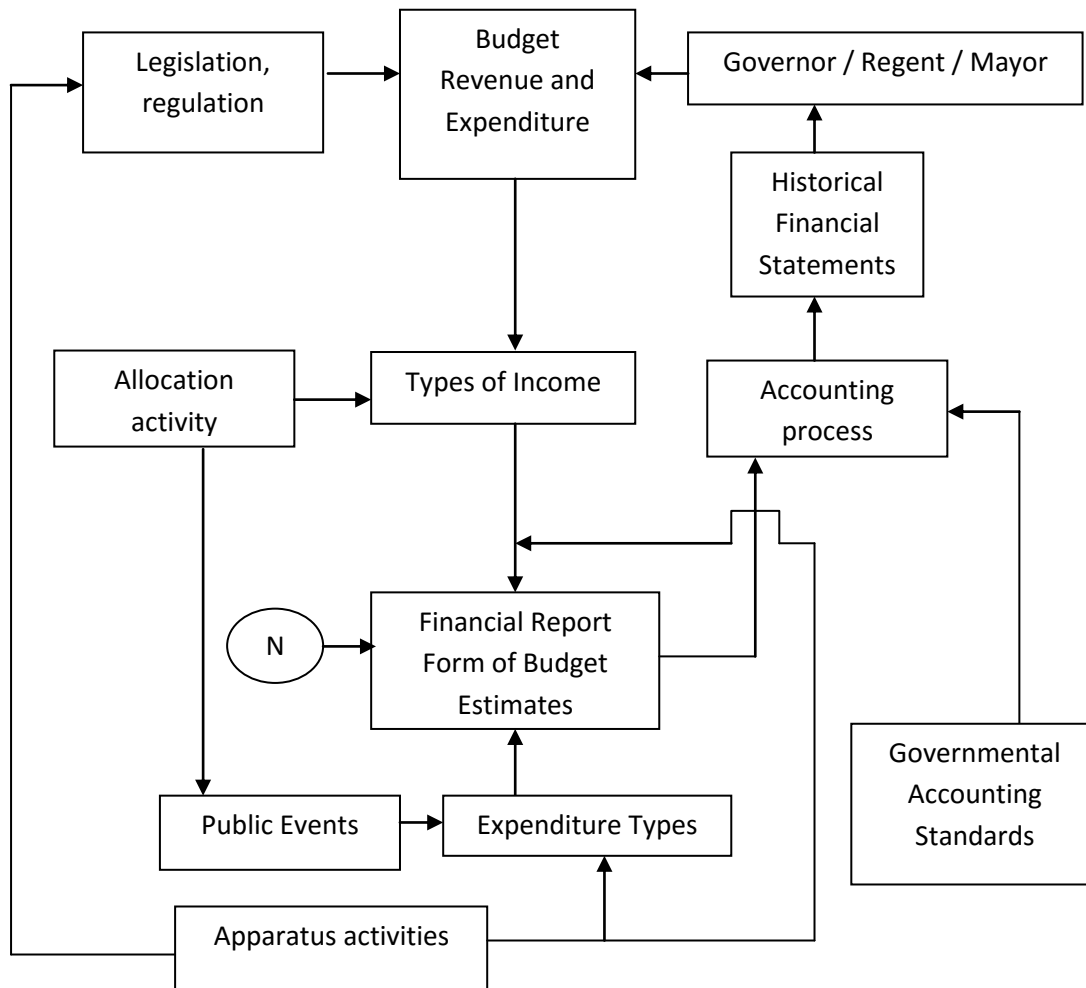 Legislation,
regulation
Budget
Revenue and
Expenditure
Governor / Regent / Mayor
Historical
Financial
Statements
Allocation
activity
Types of Income
Accounting
process
N
Financial Report
Form of Budget
Estimates
Governmental
Accounting
Standards
Public Events
Expenditure Types
Apparatus activities